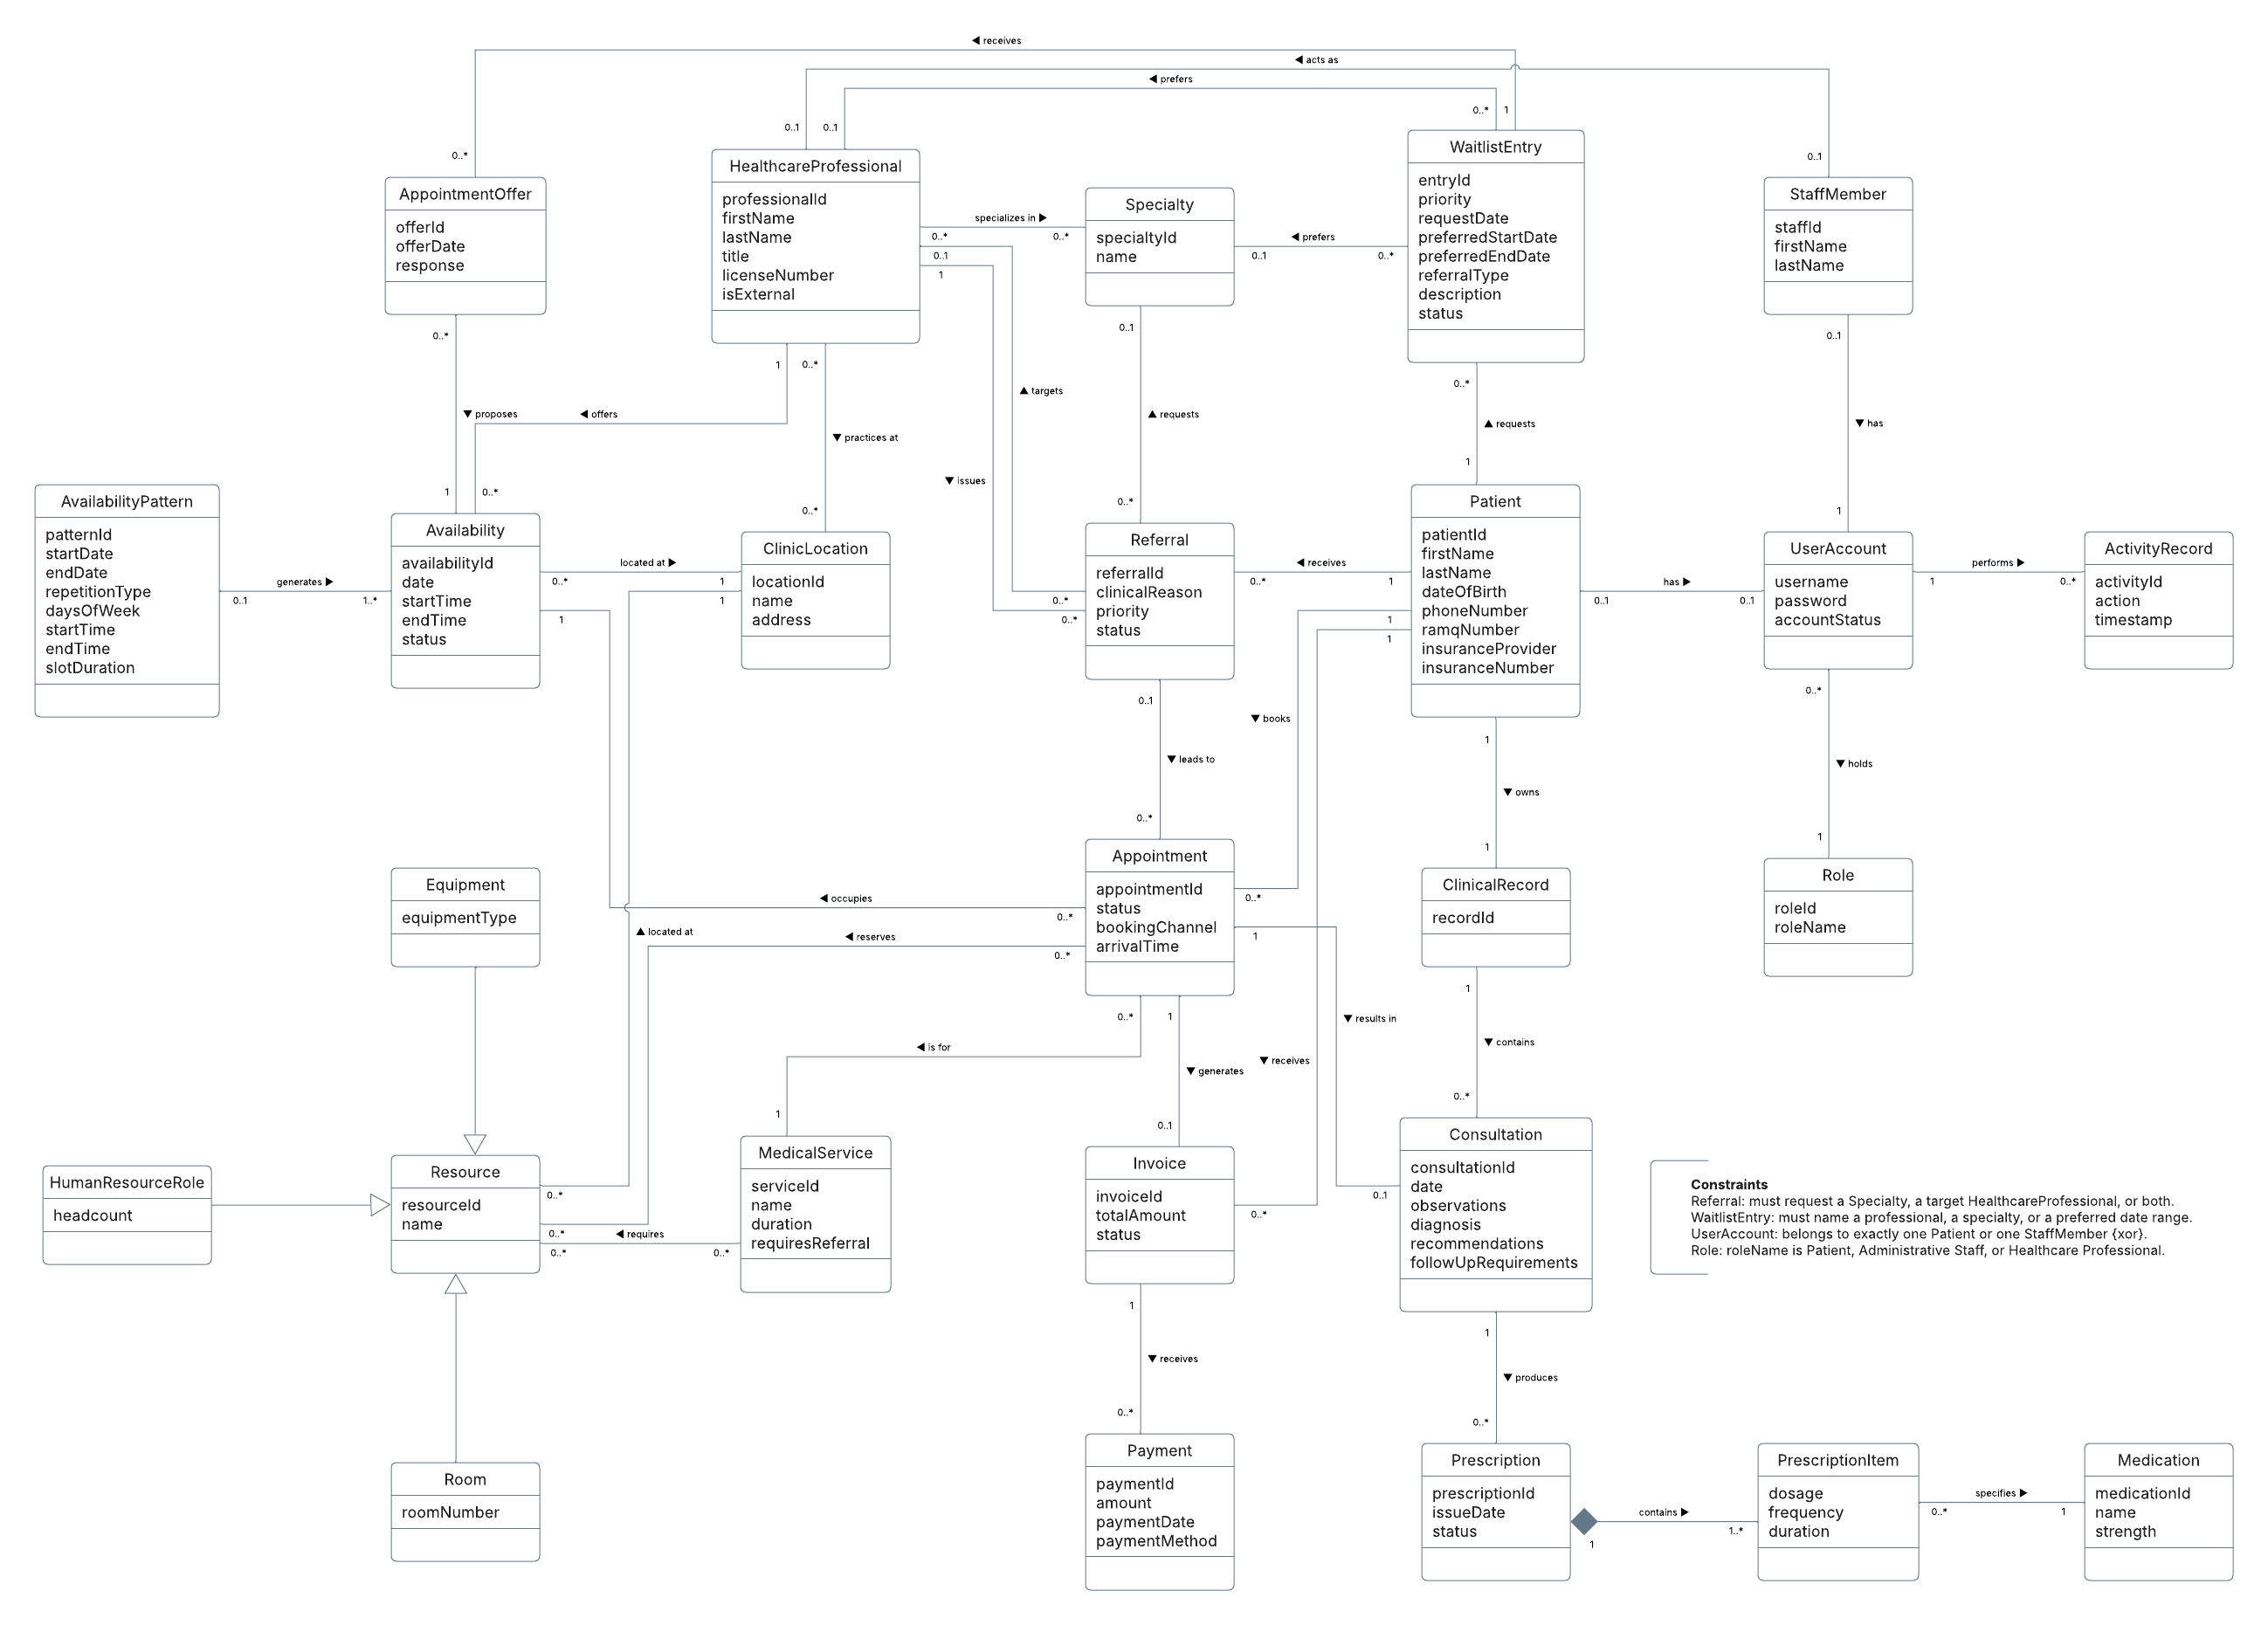 ◀ receives
◀ acts as
◀ prefers
0..*
1
0..1
0..1
0..*
0..1
AppointmentOffer
offerId
offerDate
response
HealthcareProfessional
professionalId
firstName
lastName
title
licenseNumber
isExternal
specializes in ▶
0..*
0..*
0..1
1
Specialty
specialtyId
name
◀ prefers
0..1
0..*
WaitlistEntry
entryId
priority
requestDate
preferredStartDate
preferredEndDate
referralType
description
status
StaffMember
staffId
firstName
lastName
0..*
1
0..*
0..1
0..*
0..1
▼ proposes
◀ offers
▼ practices at
▲ targets
▲ requests
▲ requests
▼ has
▼ issues
1
0..*
0..*
0..*
1
1
AvailabilityPattern
patternId
startDate
endDate
repetitionType
daysOfWeek
startTime
endTime
slotDuration
generates ▶
0..1
1..*
Availability
availabilityId
date
startTime
endTime
status
located at ▶
0..*
1
1
1
ClinicLocation
locationId
name
address
Referral
referralId
clinicalReason
priority
status
0..*
0..*
◀ receives
0..*
1
1
1
Patient
patientId
firstName
lastName
dateOfBirth
phoneNumber
ramqNumber
insuranceProvider
insuranceNumber
has ▶
0..1
0..1
UserAccount
username
password
accountStatus
performs ▶
1
0..*
ActivityRecord
activityId
action
timestamp
0..1
▼ books
1
0..*
▼ leads to
▼ owns
▼ holds
0..*
1
1
Equipment
equipmentType
Appointment
appointmentId
status
bookingChannel
arrivalTime
0..*
1
◀ occupies
0..*
▲ located at
◀ reserves
0..*
ClinicalRecord
recordId
Role
roleId
roleName
0..*
1
1
▼ results in
◀ is for
▼ generates
▼ receives
▼ contains
1
0..1
0..*
HumanResourceRole
headcount
Resource
resourceId
name
0..*
0..*
◀ requires
0..*
0..*
MedicalService
serviceId
name
duration
requiresReferral
Invoice
invoiceId
totalAmount
status
0..*
0..1
Consultation
consultationId
date
observations
diagnosis
recommendations
followUpRequirements
Constraints
Referral: must request a Specialty, a target HealthcareProfessional, or both.
WaitlistEntry: must name a professional, a specialty, or a preferred date range.
UserAccount: belongs to exactly one Patient or one StaffMember {xor}.
Role: roleName is Patient, Administrative Staff, or Healthcare Professional.
1
1
▼ receives
▼ produces
0..*
0..*
Room
roomNumber
Payment
paymentId
amount
paymentDate
paymentMethod
Prescription
prescriptionId
issueDate
status
contains ▶
1
1..*
PrescriptionItem
dosage
frequency
duration
specifies ▶
0..*
1
Medication
medicationId
name
strength